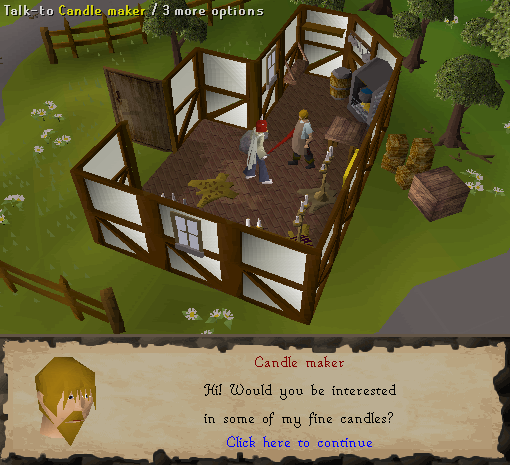 Talk-to Candle maker / 3 more options
Candle maker
Hi! Would you be interested
in some of my fine candles?
Click here to continue